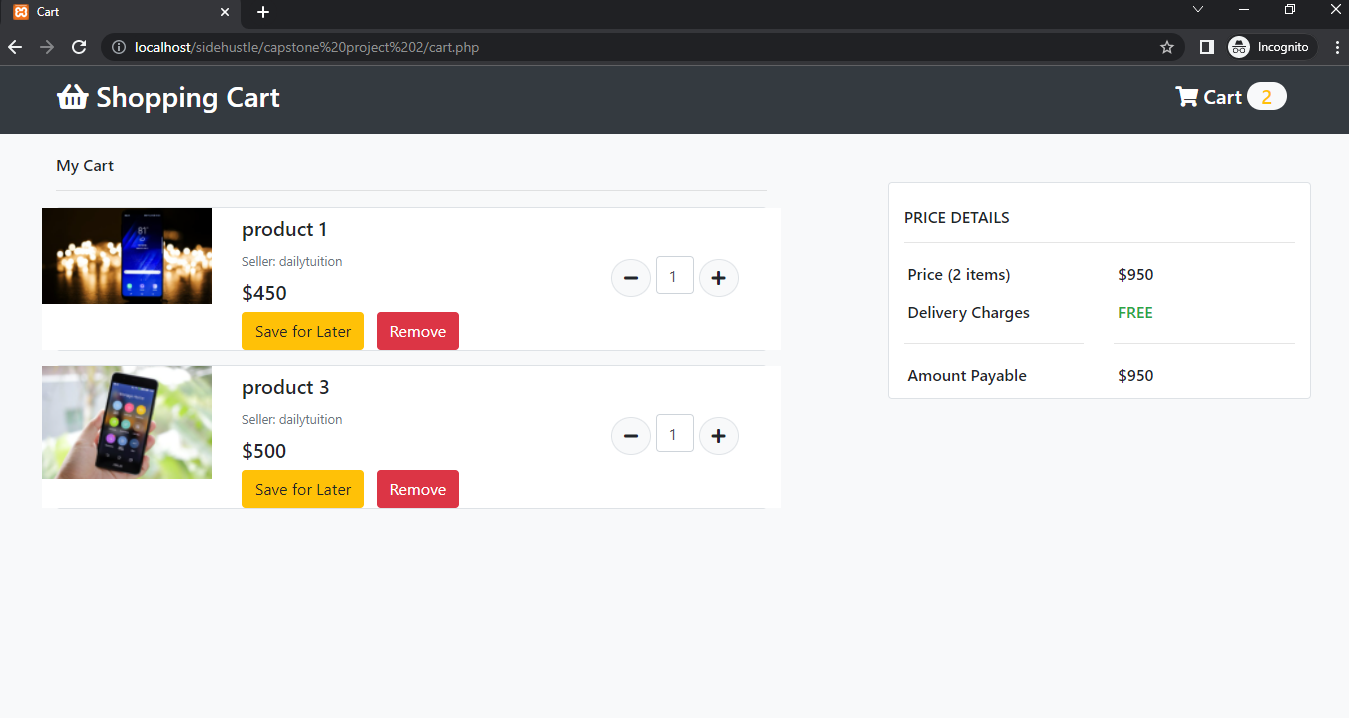 Cart
localhost/sidehustle/capstone%20project%202/cart.php
Incognito
Shopping Cart
Cart 2
My Cart
product 1
Seller: dailytuition
$450
Save for Later Remove
1
product 3
Seller: dailytuition
$500
Save for Later Remove
1
PRICE DETAILS
Price (2 items) $950
Delivery Charges FREE
Amount Payable $950